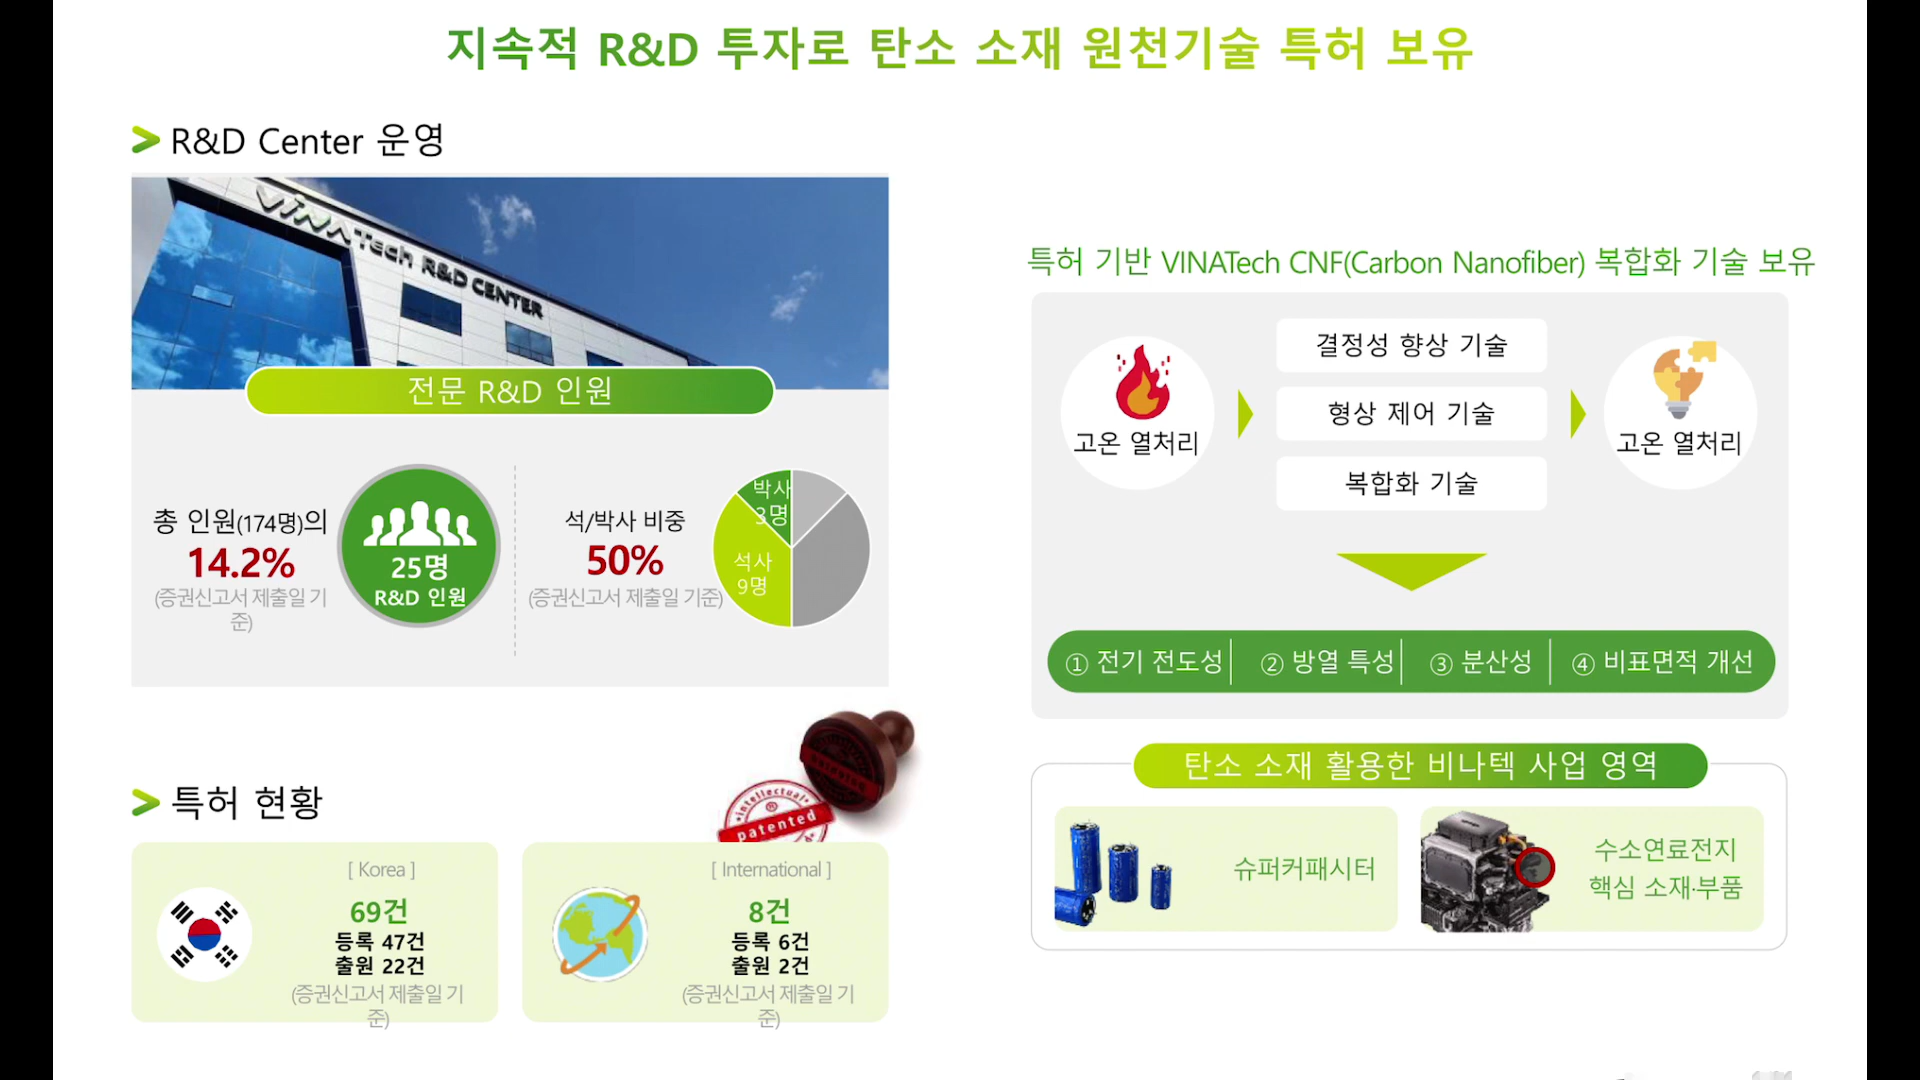 지속적 R&D 투자로 탄소 소재 원천기술 특허 보유
R&D Center 운영
VINA Tech R&D CENTER
전문 R&D 인원
총 인원(174명)의
14.2%
(증권신고서 제출일 기
준)
25명
R&D 인원
석/박사 비중
50%
(증권신고서 제출일 기준)
박사
3명
석사
9명
특허 현황
intellectual
patented
[ Korea ]
69건
등록 47건
출원 22건
(증권신고서 제출일 기
준)
[ International ]
8건
등록 6건
출원 2건
(증권신고서 제출일 기
준)
특허 기반 VINATech CNF(Carbon Nanofiber) 복합화 기술 보유
고온 열처리
결정성 향상 기술
형상 제어 기술
복합화 기술
고온 열처리
① 전기 전도성
② 방열 특성
③ 분산성
④ 비표면적 개선
탄소 소재 활용한 비나텍 사업 영역
슈퍼커패시터
수소연료전지
핵심 소재·부품